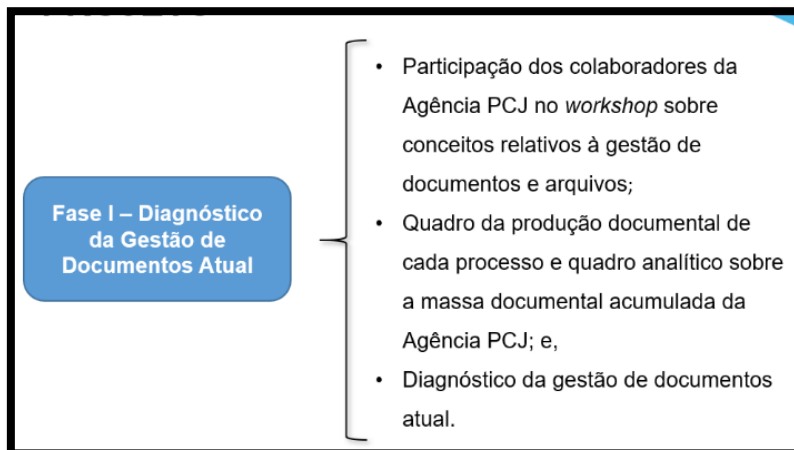 Fase I – Diagnóstico
da Gestão de
Documentos Atual
• Participação dos colaboradores da
Agência PCJ no workshop sobre
conceitos relativos à gestão de
documentos e arquivos;
• Quadro da produção documental de
cada processo e quadro analítico sobre
a massa documental acumulada da
Agência PCJ; e,
• Diagnóstico da gestão de documentos
atual.